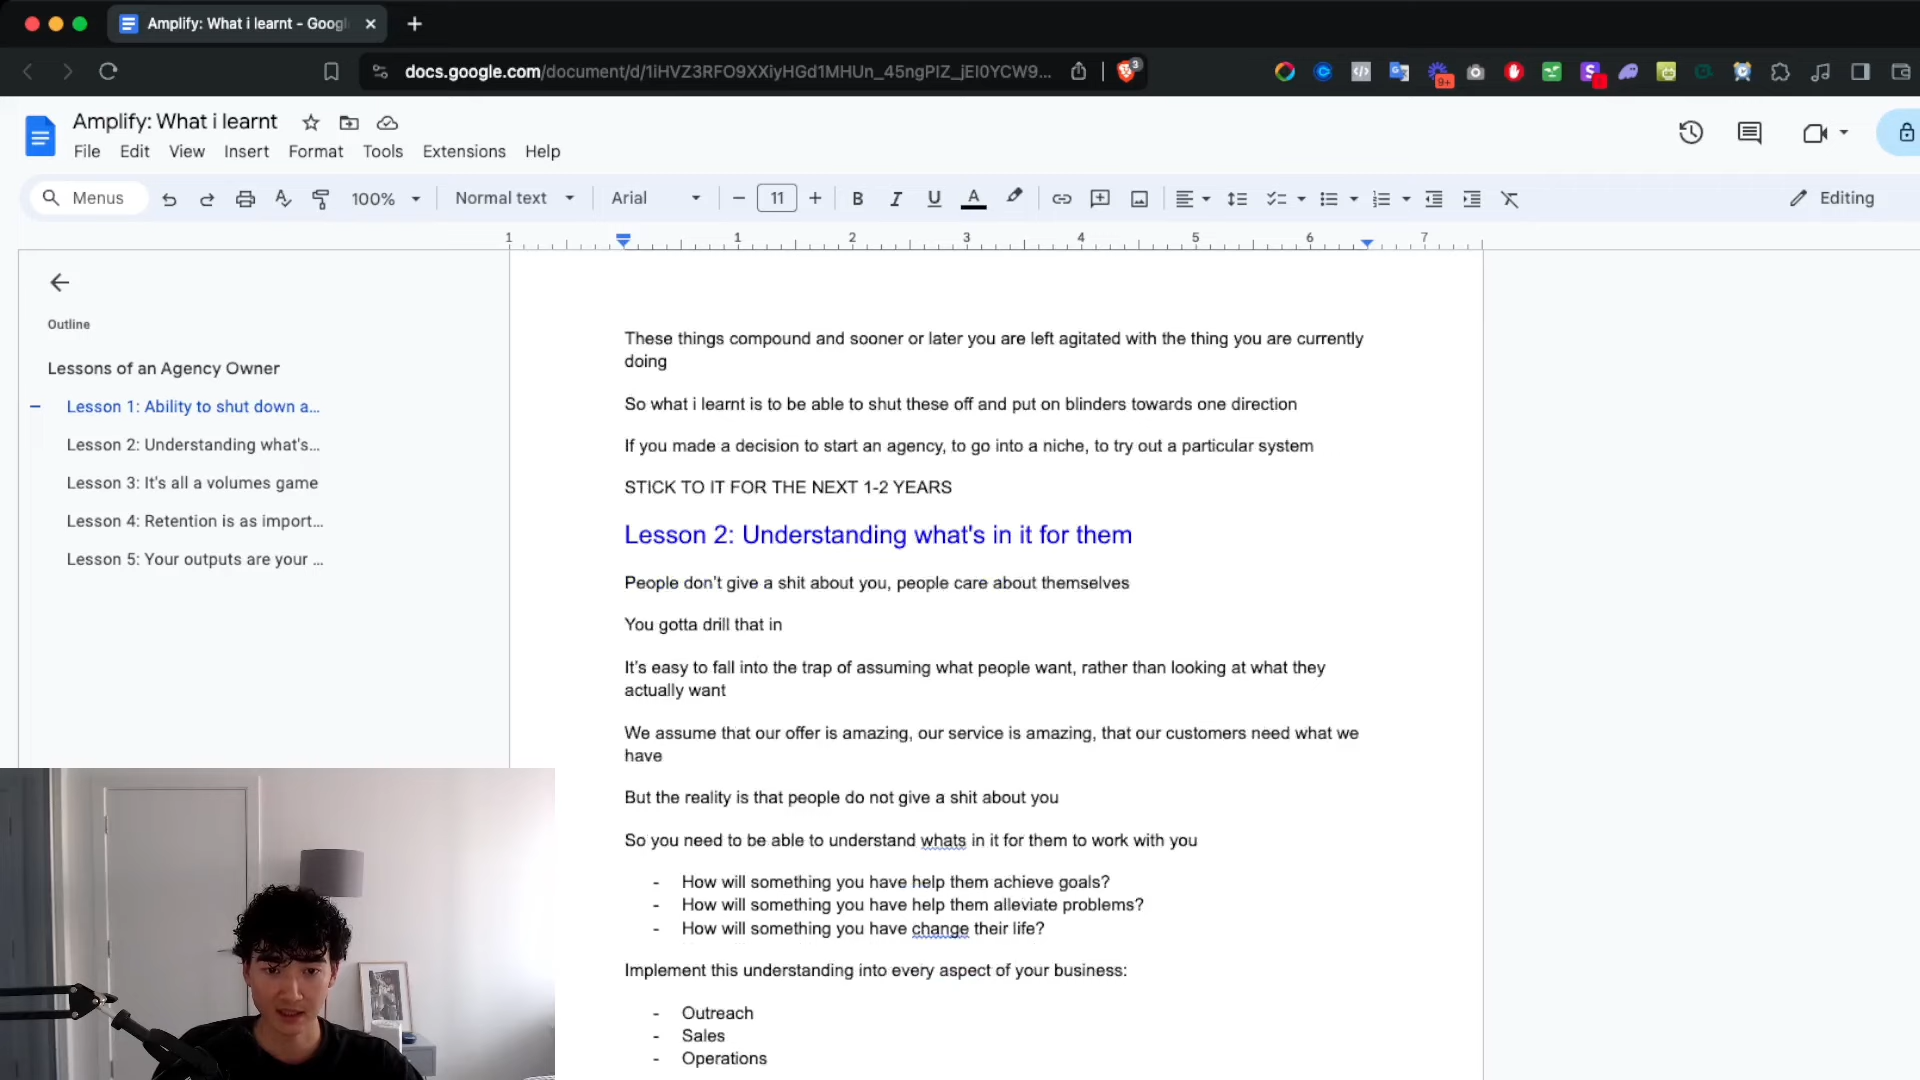 Amplify: What i learnt - Goog
docs.google.com/document/d/1iHVZ3RFO9XXiyHGd1MHUn_45ngPIZ_jEI0YCW9...
3
9+
Amplify: What i learnt
File Edit View Insert Format Tools Extensions Help
Menus 100% Normal text Arial 11 B I U A Editing
1 1 2 3 4 5 6 7
Outline
Lessons of an Agency Owner
Lesson 1: Ability to shut down a...
Lesson 2: Understanding what's...
Lesson 3: It's all a volumes game
Lesson 4: Retention is as import...
Lesson 5: Your outputs are your ...
These things compound and sooner or later you are left agitated with the thing you are currently
doing
So what i learnt is to be able to shut these off and put on blinders towards one direction
If you made a decision to start an agency, to go into a niche, to try out a particular system
STICK TO IT FOR THE NEXT 1-2 YEARS
Lesson 2: Understanding what's in it for them
People don't give a shit about you, people care about themselves
You gotta drill that in
It's easy to fall into the trap of assuming what people want, rather than looking at what they
actually want
We assume that our offer is amazing, our service is amazing, that our customers need what we
have
But the reality is that people do not give a shit about you
So you need to be able to understand whats in it for them to work with you
- How will something you have help them achieve goals?
- How will something you have help them alleviate problems?
- How will something you have change their life?
Implement this understanding into every aspect of your business:
- Outreach
- Sales
- Operations